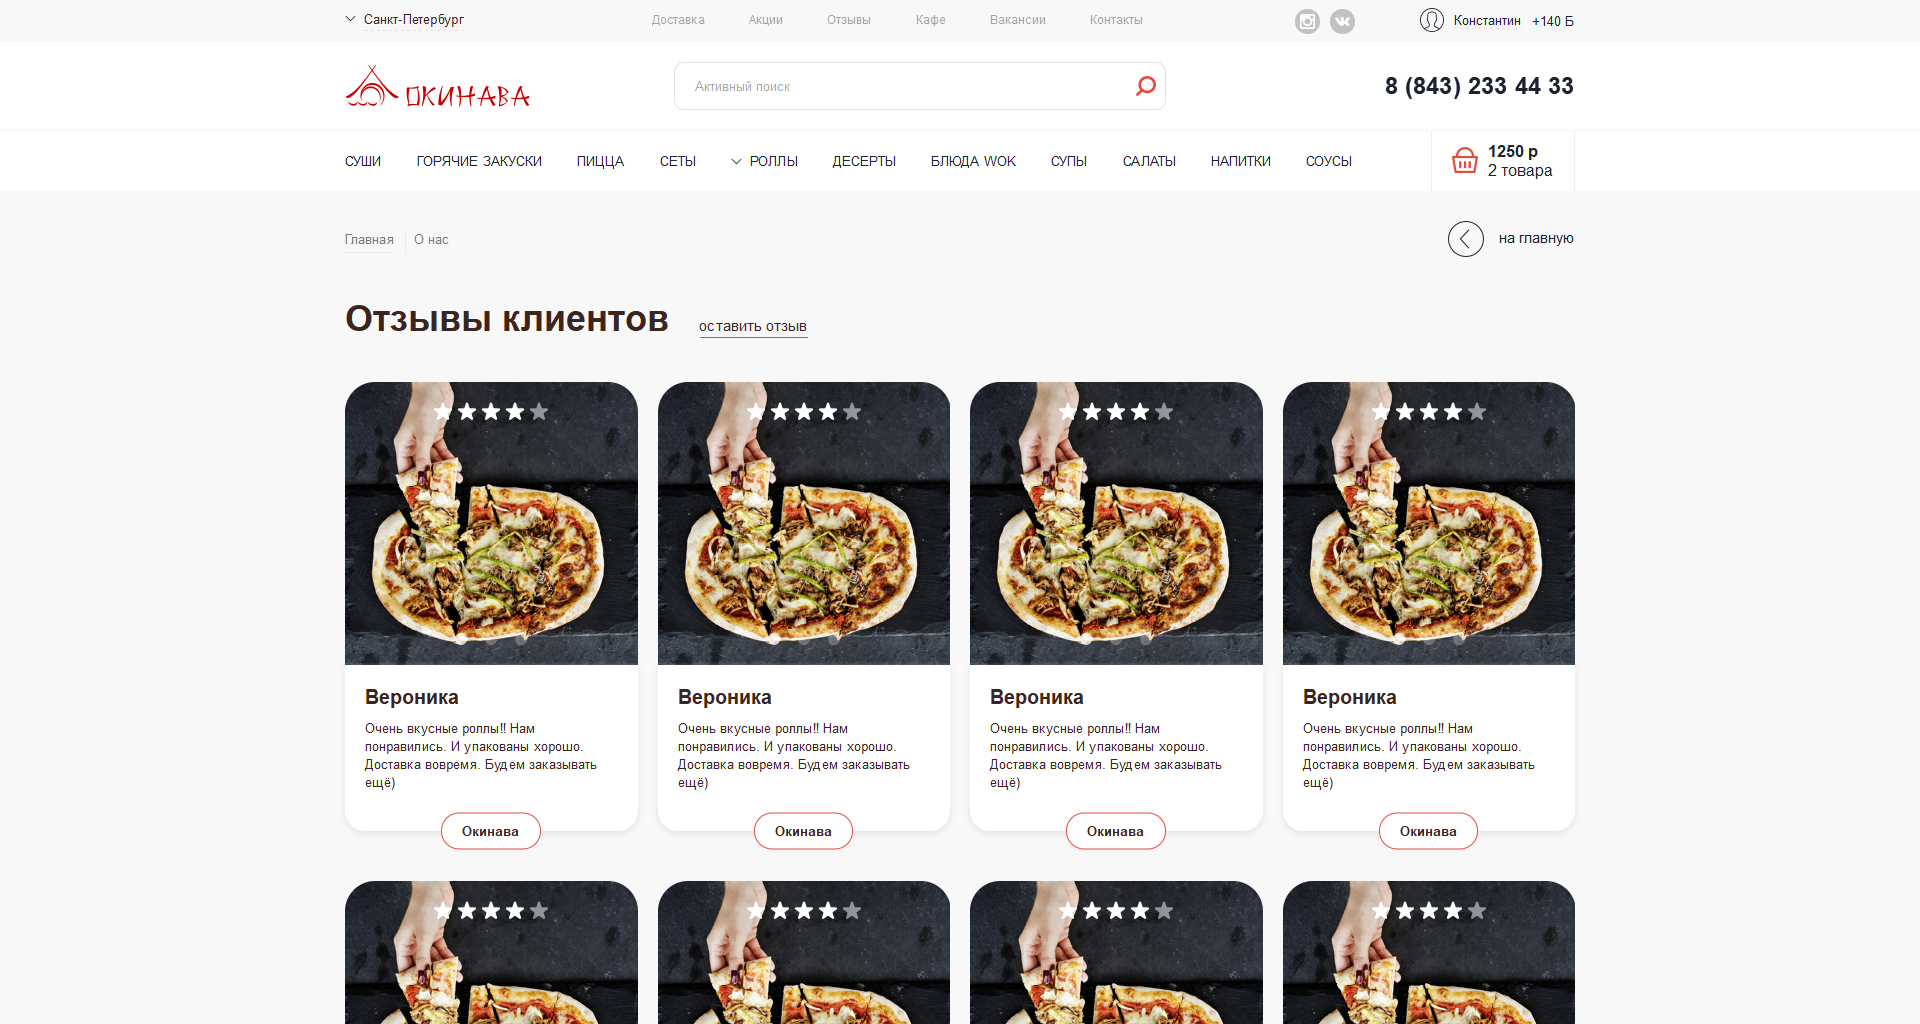 Санкт-Петербург
Доставка Акции Отзывы Кафе Вакансии Контакты
Константин +140 Б
ОКИНАВА
Активный поиск
8 (843) 233 44 33
СУШИ ГОРЯЧИЕ ЗАКУСКИ ПИЦЦА СЕТЫ РОЛЛЫ ДЕСЕРТЫ БЛЮДА WOK СУПЫ САЛАТЫ НАПИТКИ СОУСЫ
1250 р
2 товара
Главная О нас
на главную
Отзывы клиентов
оставить отзыв
Вероника
Очень вкусные роллы!! Нам
понравились. И упакованы хорошо.
Доставка вовремя. Будем заказывать
ещё)
Окинава
Вероника
Очень вкусные роллы!! Нам
понравились. И упакованы хорошо.
Доставка вовремя. Будем заказывать
ещё)
Окинава
Вероника
Очень вкусные роллы!! Нам
понравились. И упакованы хорошо.
Доставка вовремя. Будем заказывать
ещё)
Окинава
Вероника
Очень вкусные роллы!! Нам
понравились. И упакованы хорошо.
Доставка вовремя. Будем заказывать
ещё)
Окинава